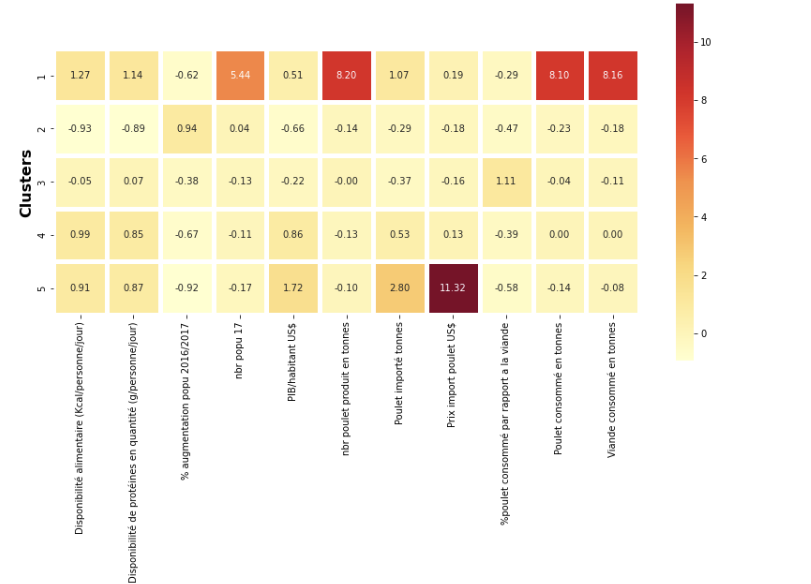 10
8
6
4
2
0
Clusters
1
1.27 1.14 -0.62 5.44 0.51 8.20 1.07 0.19 -0.29 8.10 8.16
2
-0.93 -0.89 0.94 0.04 -0.66 -0.14 -0.29 -0.18 -0.47 -0.23 -0.18
3
-0.05 0.07 -0.38 -0.13 -0.22 -0.00 -0.37 -0.16 1.11 -0.04 -0.11
4
0.99 0.85 -0.67 -0.11 0.86 -0.13 0.53 0.13 -0.39 0.00 0.00
5
0.91 0.87 -0.92 -0.17 1.72 -0.10 2.80 11.32 -0.58 -0.14 -0.08
Disponibilité alimentaire (Kcal/personne/jour)
Disponibilité de protéines en quantité (g/personne/jour)
% augmentation popu 2016/2017
nbr popu 17
PIB/habitant US$
nbr poulet produit en tonnes
Poulet importé tonnes
Prix import poulet US$
%poulet consommé par rapport a la viande
Poulet consommé en tonnes
Viande consommé en tonnes